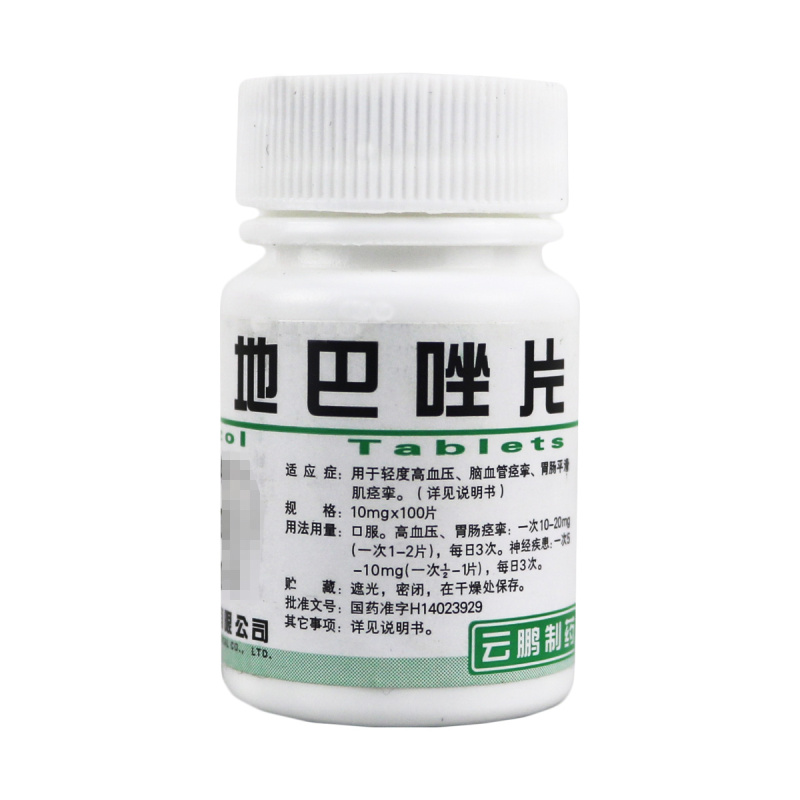 地巴唑片
ol Tablets
适应症：用于轻度高血压、脑血管痉挛、胃肠平滑
肌痉挛。（详见说明书）
规 格：10mg×100片
用法用量：口服。高血压、胃肠痉挛：一次10-20mg
(一次1-2片)，每日3次。神经疾患：一次5
-10mg(一次½-1片)，每日3次。
贮 藏：遮光，密闭，在干燥处保存。
批准文号：国药准字H14023929
其它事项：详见说明书。
限公司
CO., LTD.
云鹏制药